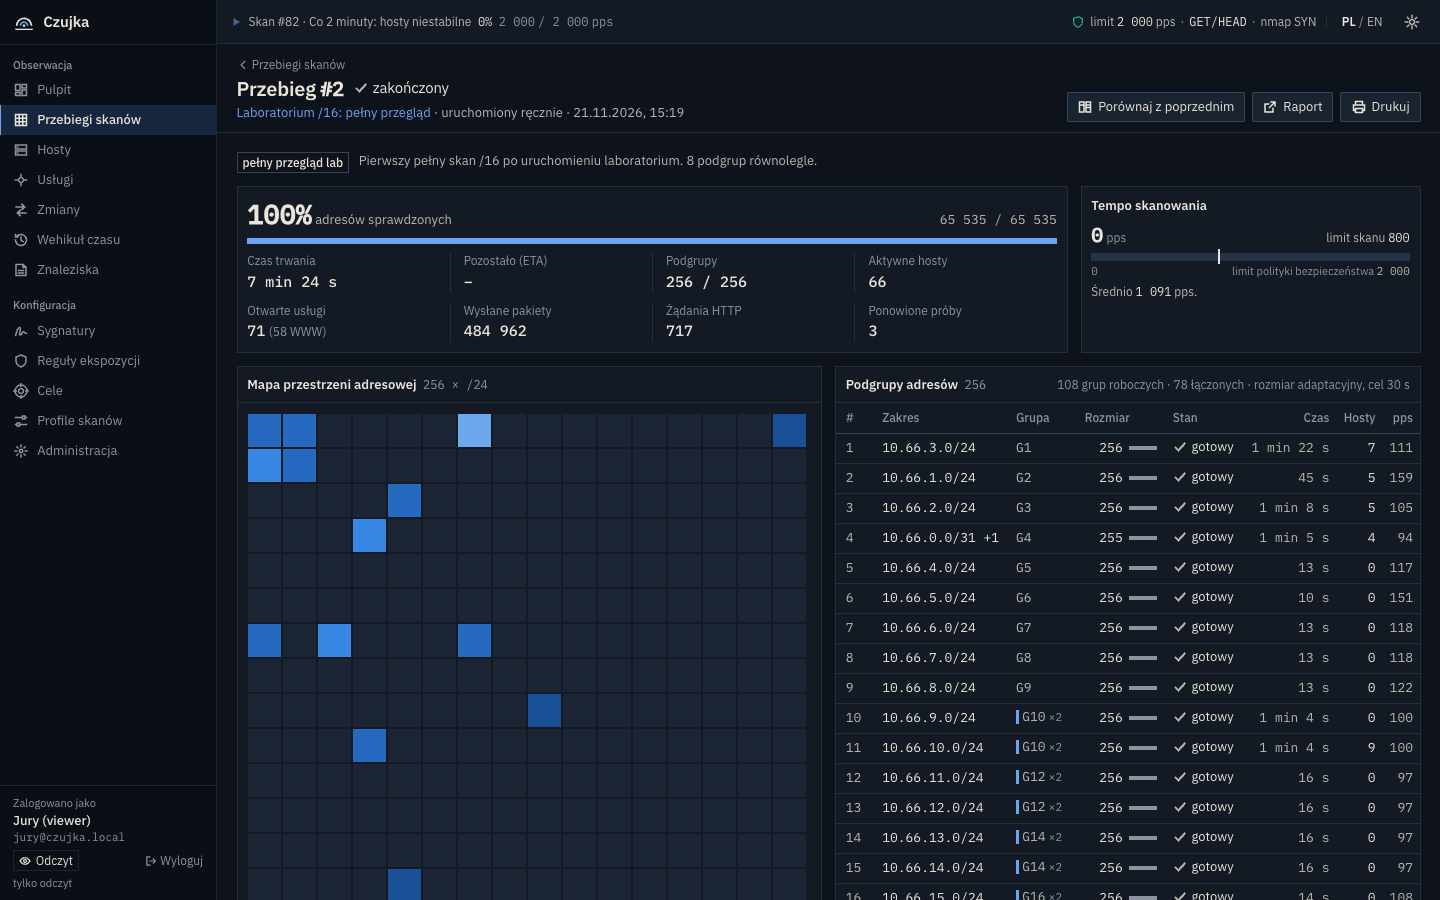 Czujka
Skan #82 · Co 2 minuty: hosty niestabilne 0% 2 000 / 2 000 pps
limit 2 000 pps · GET/HEAD · nmap SYN
PL / EN
Obserwacja
Pulpit
Przebiegi skanów
Hosty
Usługi
Zmiany
Wehikuł czasu
Znaleziska
Konfiguracja
Sygnatury
Reguły ekspozycji
Cele
Profile skanów
Administracja
Zalogowano jako
Jury (viewer)
jury@czujka.local
Odczyt
Wyloguj
tylko odczyt
Przebiegi skanów
Przebieg #2 zakończony
Laboratorium /16: pełny przegląd · uruchomiony ręcznie · 21.11.2026, 15:19
Porównaj z poprzednim
Raport
Drukuj
pełny przegląd lab Pierwszy pełny skan /16 po uruchomieniu laboratorium. 8 podgrup równolegle.
100% adresów sprawdzonych 65 535 / 65 535
Czas trwania Pozostało (ETA) Podgrupy Aktywne hosty
7 min 24 s – 256 / 256 66
Otwarte usługi Wysłane pakiety Żądania HTTP Ponowione próby
71 (58 WWW) 484 962 717 3
Tempo skanowania
0 pps limit skanu 800
0 limit polityki bezpieczeństwa 2 000
Średnio 1 091 pps.
Mapa przestrzeni adresowej 256 × /24
Podgrupy adresów 256 108 grup roboczych · 78 łączonych · rozmiar adaptacyjny, cel 30 s
# Zakres Grupa Rozmiar Stan Czas Hosty pps
1 10.66.3.0/24 G1 256 gotowy 1 min 22 s 7 111
2 10.66.1.0/24 G2 256 gotowy 45 s 5 159
3 10.66.2.0/24 G3 256 gotowy 1 min 8 s 5 105
4 10.66.0.0/31 +1 G4 255 gotowy 1 min 5 s 4 94
5 10.66.4.0/24 G5 256 gotowy 13 s 0 117
6 10.66.5.0/24 G6 256 gotowy 10 s 0 151
7 10.66.6.0/24 G7 256 gotowy 13 s 0 118
8 10.66.7.0/24 G8 256 gotowy 13 s 0 118
9 10.66.8.0/24 G9 256 gotowy 13 s 0 122
10 10.66.9.0/24 G10 ×2 256 gotowy 1 min 4 s 0 100
11 10.66.10.0/24 G10 ×2 256 gotowy 1 min 4 s 9 100
12 10.66.11.0/24 G12 ×2 256 gotowy 16 s 0 97
13 10.66.12.0/24 G12 ×2 256 gotowy 16 s 0 97
14 10.66.13.0/24 G14 ×2 256 gotowy 16 s 0 97
15 10.66.14.0/24 G14 ×2 256 gotowy 16 s 0 97
16 10.66.15.0/24 G16 ×2 256 gotowy 14 s 0 108